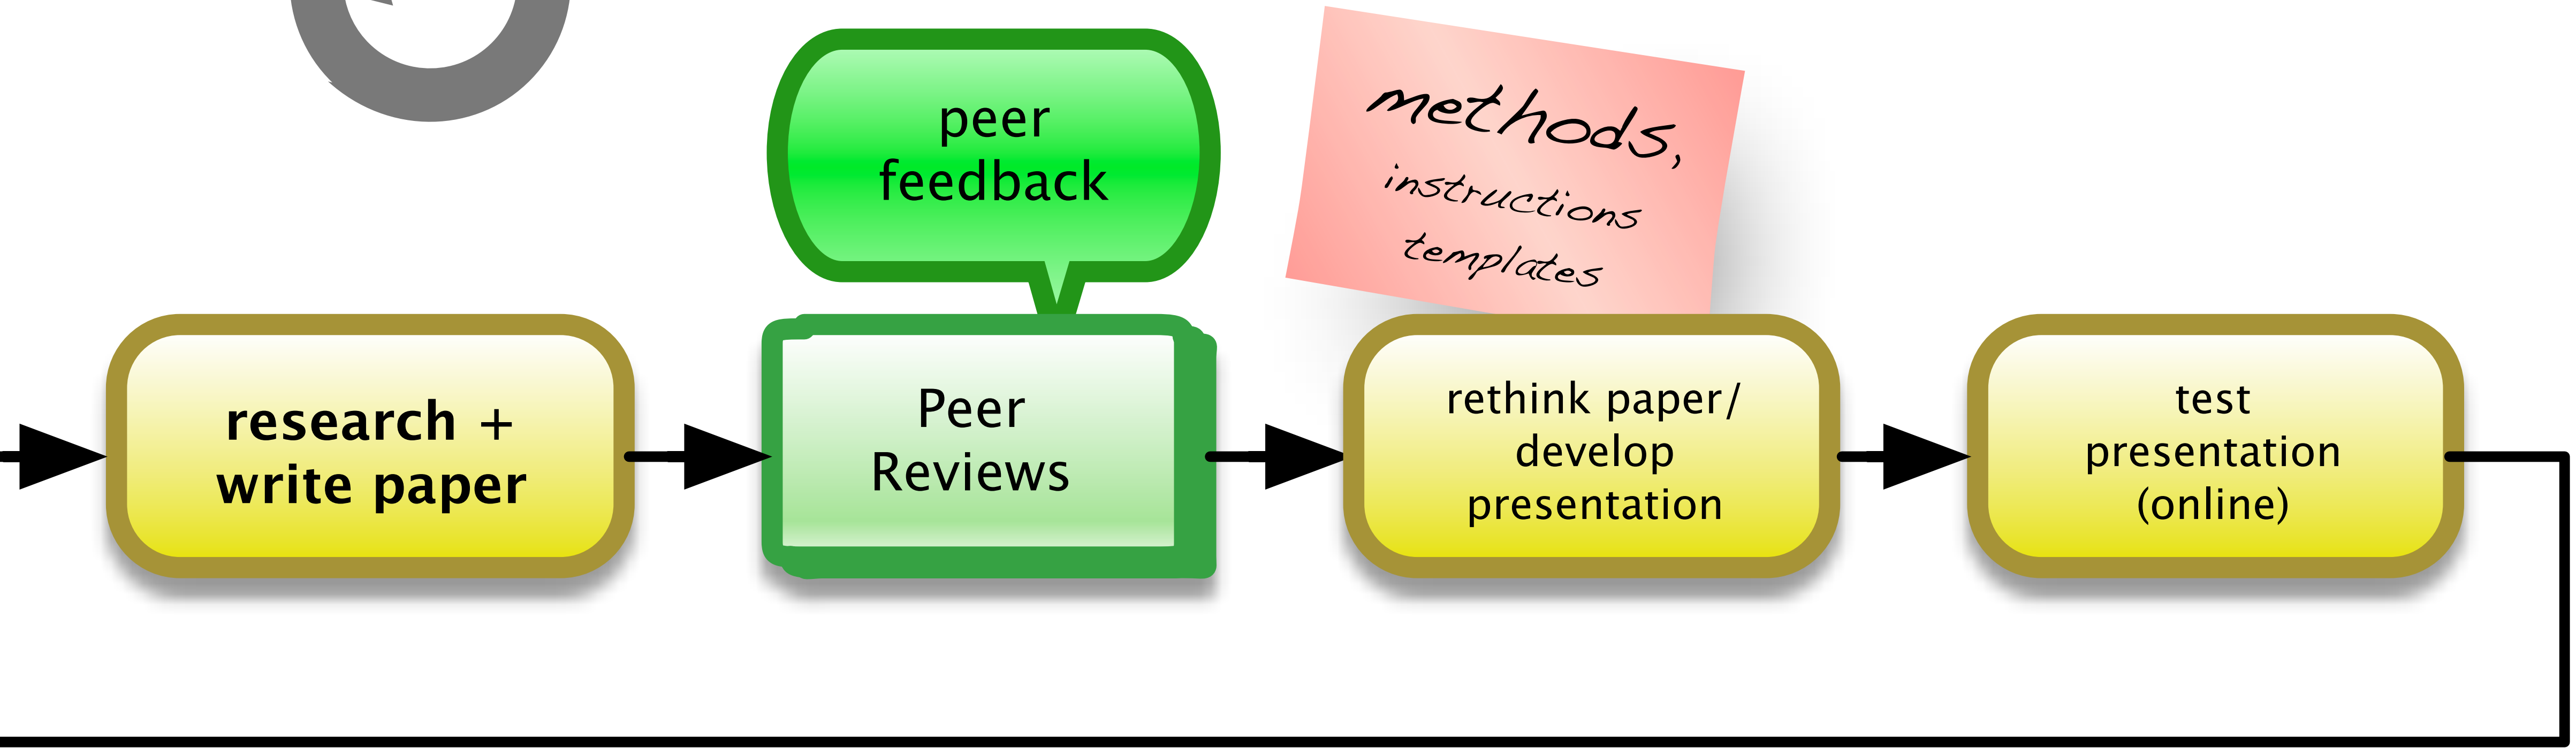 peer
feedback
methods,
instructions
templates
research +
write paper
Peer
Reviews
rethink paper/
develop
presentation
test
presentation
(online)